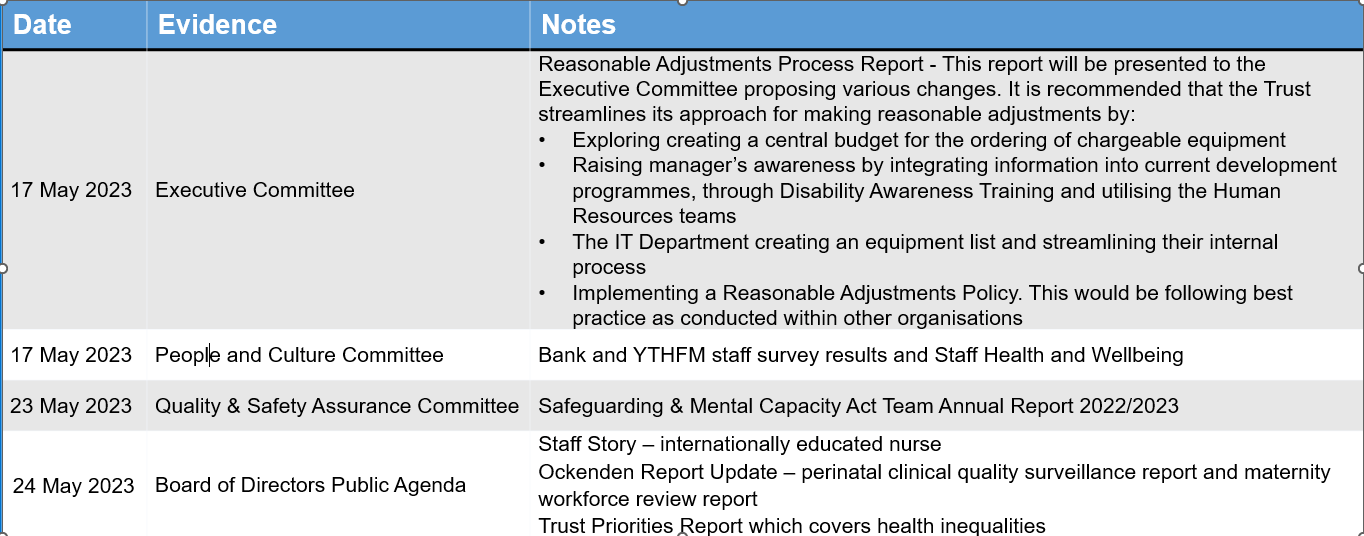 Date Evidence Notes
Reasonable Adjustments Process Report - This report will be presented to the
Executive Committee proposing various changes. It is recommended that the Trust
streamlines its approach for making reasonable adjustments by:
• Exploring creating a central budget for the ordering of chargeable equipment
• Raising manager’s awareness by integrating information into current development
17 May 2023 Executive Committee programmes, through Disability Awareness Training and utilising the Human
Resources teams
• The IT Department creating an equipment list and streamlining their internal
process
• Implementing a Reasonable Adjustments Policy. This would be following best
practice as conducted within other organisations
17 May 2023 People and Culture Committee Bank and YTHFM staff survey results and Staff Health and Wellbeing
23 May 2023 Quality & Safety Assurance Committee Safeguarding & Mental Capacity Act Team Annual Report 2022/2023
Staff Story – internationally educated nurse
24 May 2023 Board of Directors Public Agenda Ockenden Report Update – perinatal clinical quality surveillance report and maternity
workforce review report
Trust Priorities Report which covers health inequalities